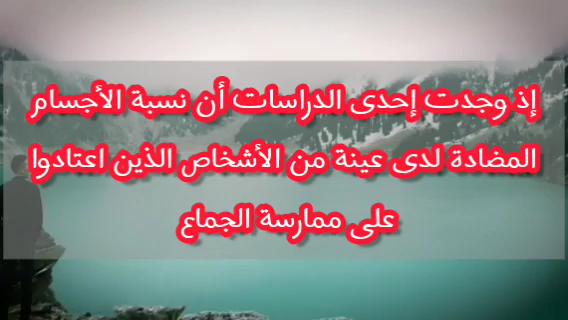 إذ وجدت إحدى الدراسات أن نسبة الأجسام
المضادة لدى عينة من الأشخاص الذين اعتادوا
على ممارسة الجماع